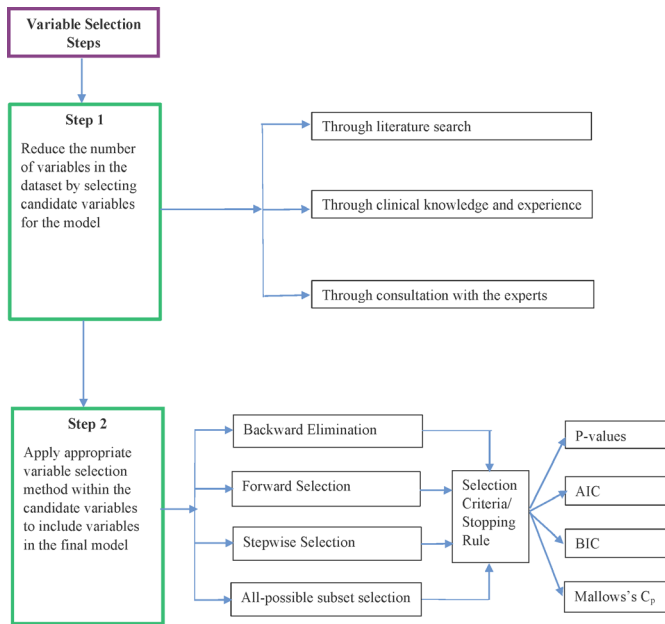 Variable Selection
Steps
Step 1
Reduce the number
of variables in the
dataset by selecting
candidate variables
for the model
Through literature search
Through clinical knowledge and experience
Through consultation with the experts
Step 2
Apply appropriate
variable selection
method within the
candidate variables
to include variables
in the final model
Backward Elimination
Forward Selection
Stepwise Selection
All-possible subset selection
Selection
Criteria/
Stopping
Rule
P-values
AIC
BIC
Mallows's Cp